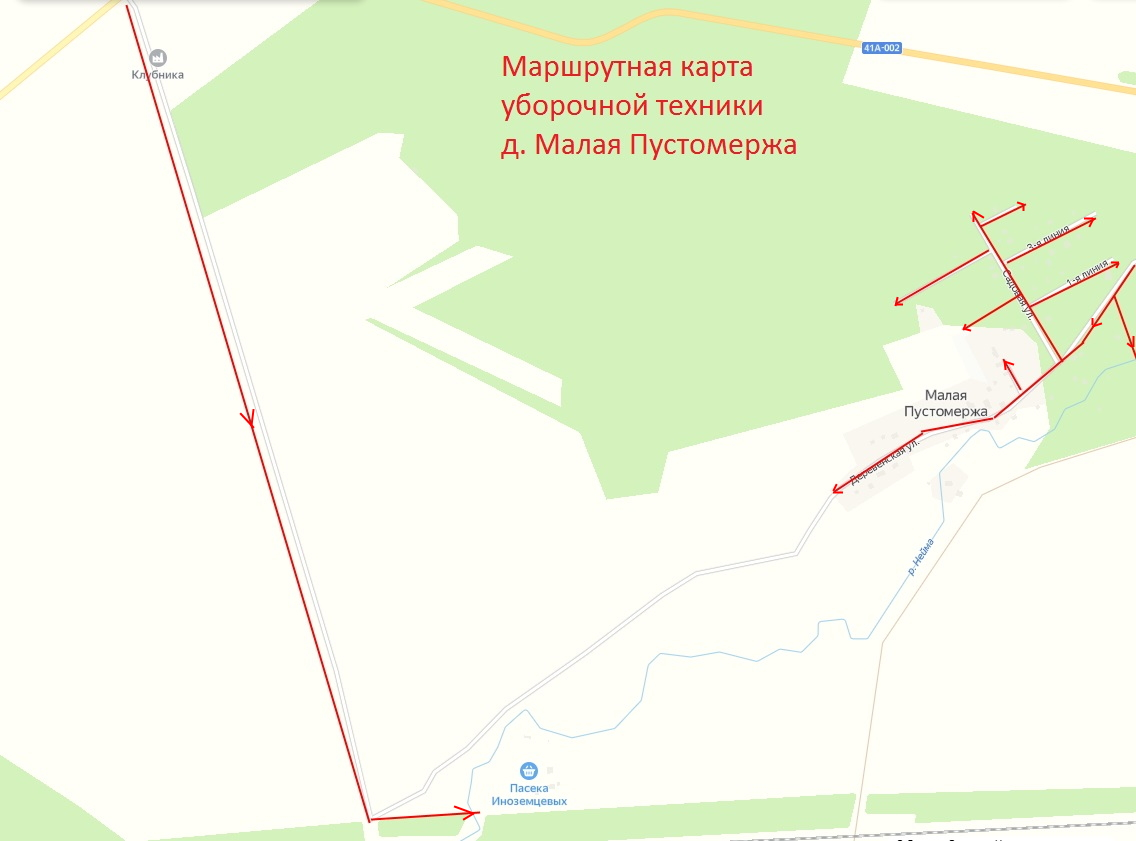 41А-002
Маршрутная карта
уборочной техники
д. Малая Пустомержа
Клубника
3-я линия
1-я линия
Садовая ул.
Малая
Пустомержа
Деревенская ул.
р. Нейма
Пасека
Иноземцевых